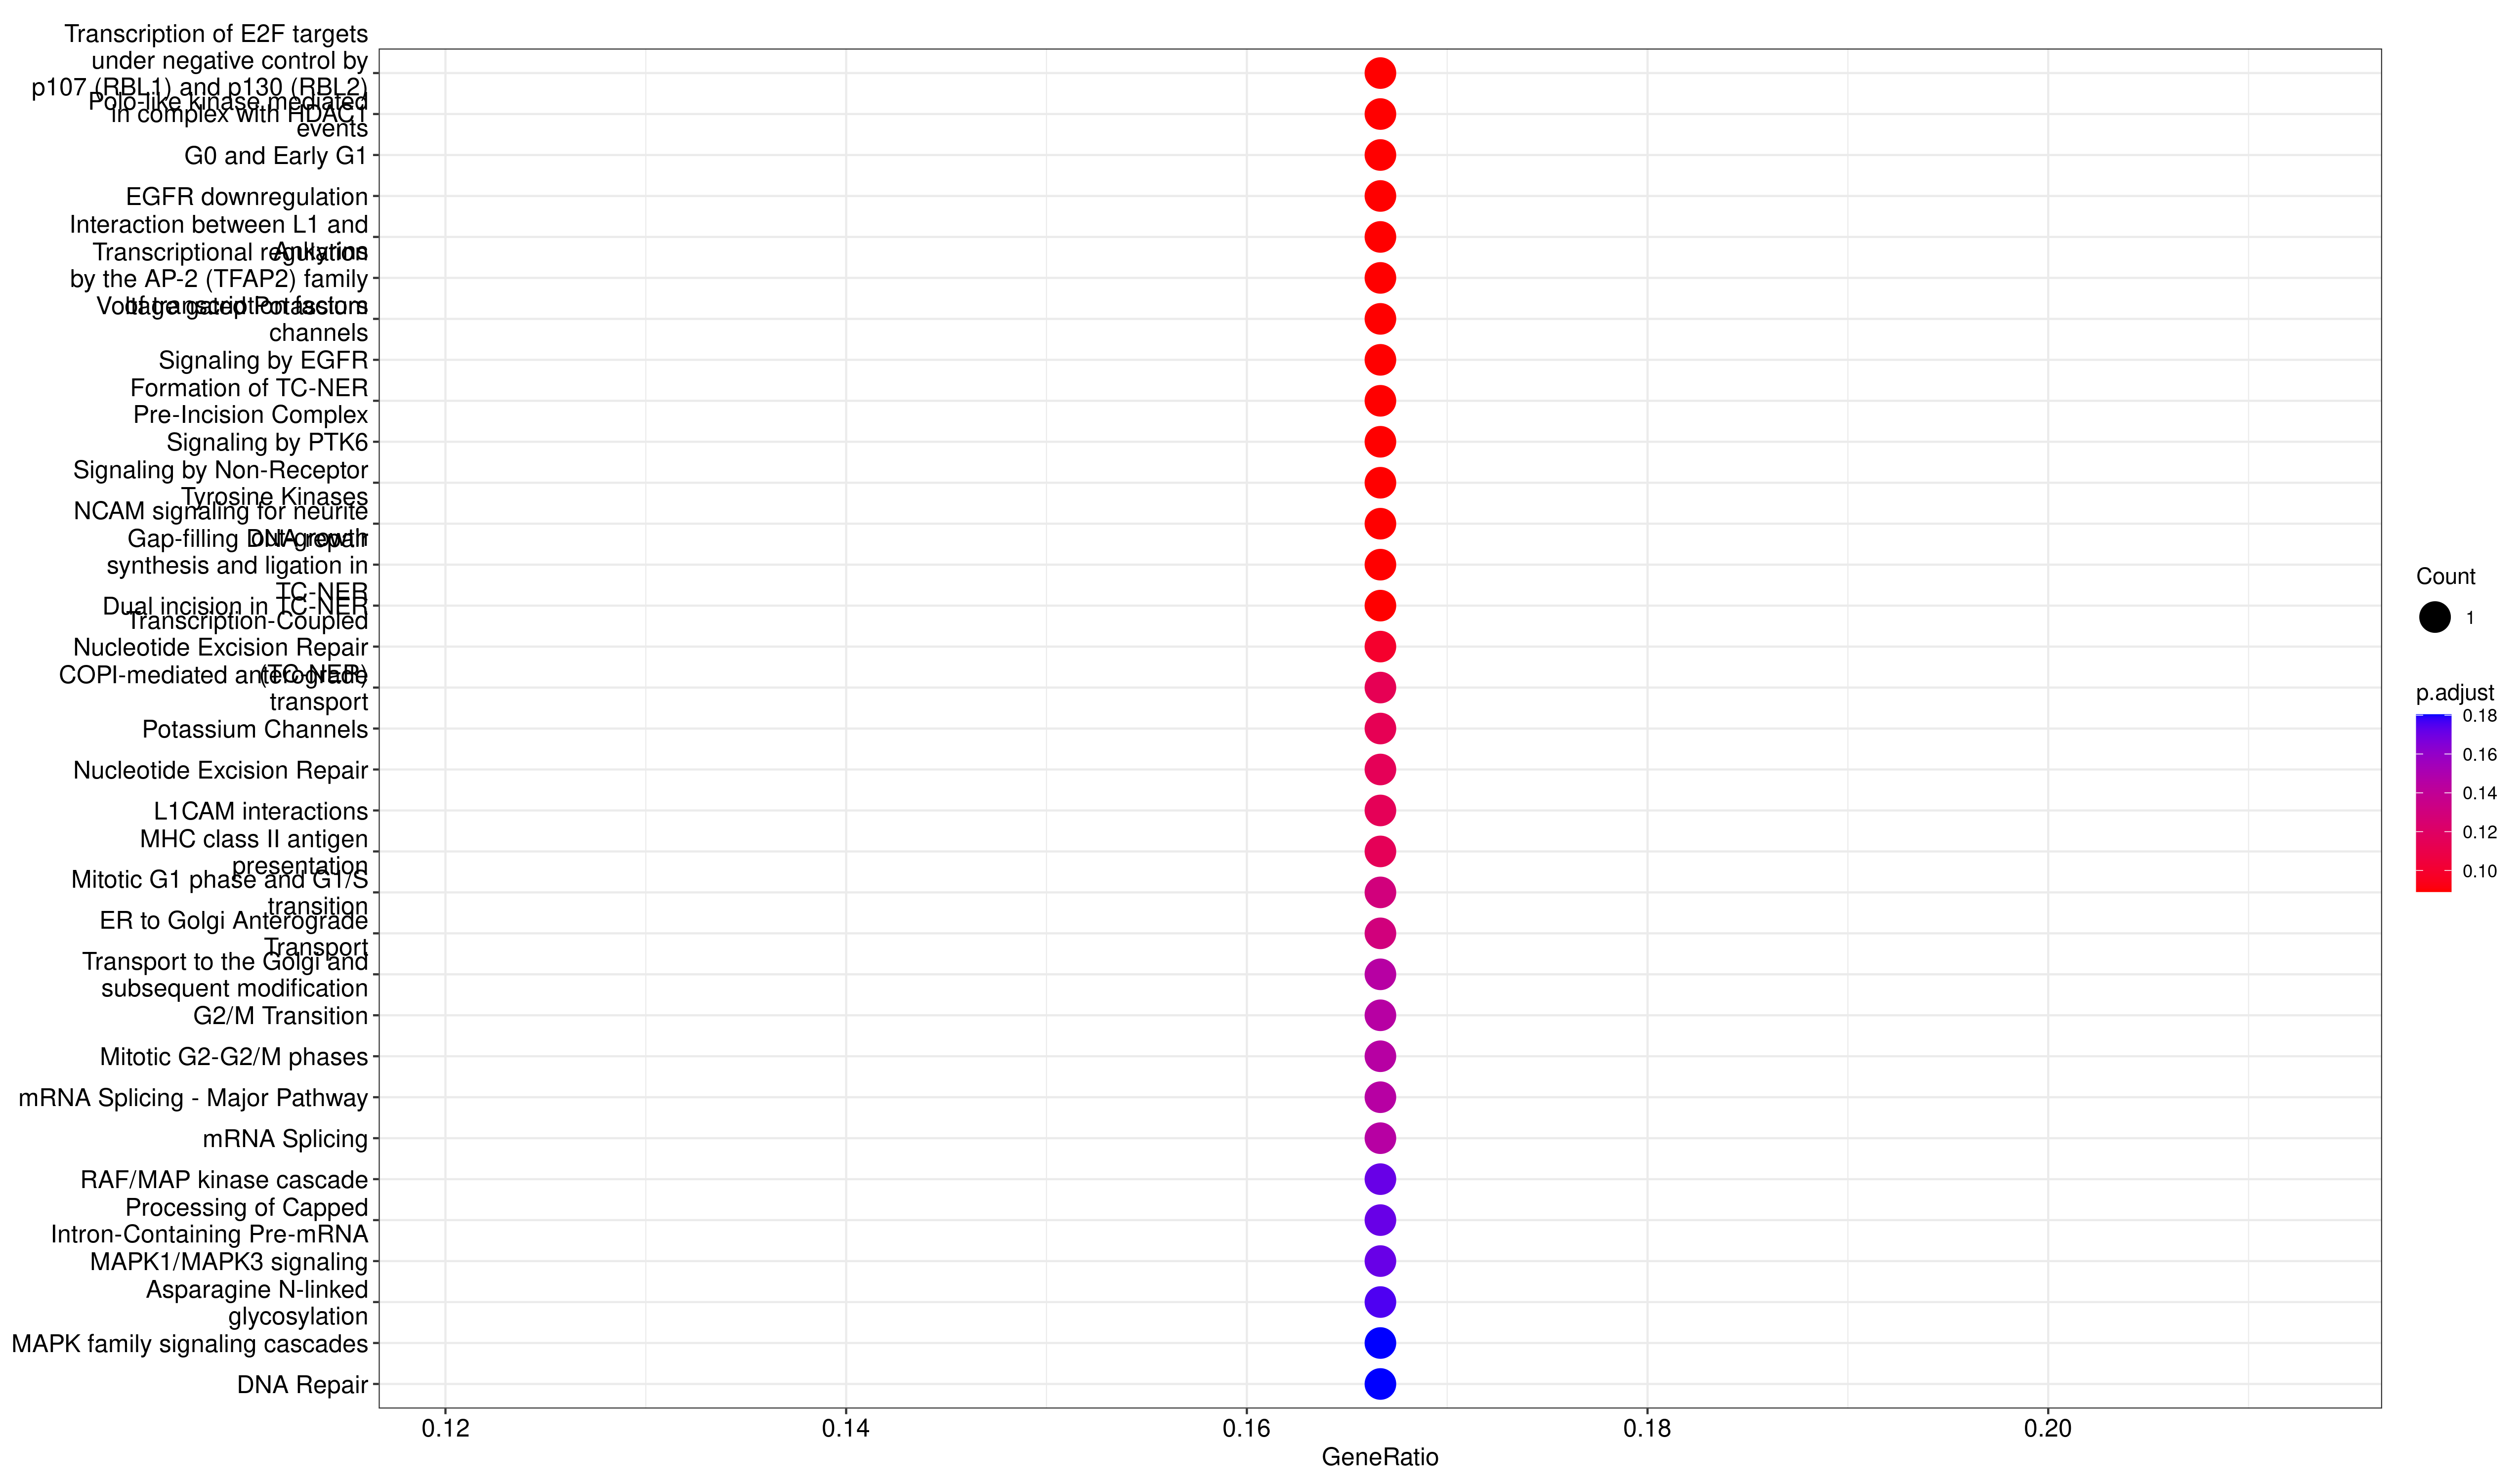 Transcription of E2F targets
under negative control by
p107 (RBL1) and p130 (RBL2)
in complex with HDAC1
Polo-like kinase mediated
events
G0 and Early G1
EGFR downregulation
Interaction between L1 and
Ankyrins
Transcriptional regulation
by the AP-2 (TFAP2) family
of transcription factors
Voltage gated Potassium
channels
Signaling by EGFR
Formation of TC-NER
Pre-Incision Complex
Signaling by PTK6
Signaling by Non-Receptor
Tyrosine Kinases
NCAM signaling for neurite
out-growth
Gap-filling DNA repair
synthesis and ligation in
TC-NER
Dual incision in TC-NER
Transcription-Coupled
Nucleotide Excision Repair
(TC-NER)
COPI-mediated anterograde
transport
Potassium Channels
Nucleotide Excision Repair
L1CAM interactions
MHC class II antigen
presentation
Mitotic G1 phase and G1/S
transition
ER to Golgi Anterograde
Transport
Transport to the Golgi and
subsequent modification
G2/M Transition
Mitotic G2-G2/M phases
mRNA Splicing - Major Pathway
mRNA Splicing
RAF/MAP kinase cascade
Processing of Capped
Intron-Containing Pre-mRNA
MAPK1/MAPK3 signaling
Asparagine N-linked
glycosylation
MAPK family signaling cascades
DNA Repair
0.12
0.14
0.16
0.18
0.20
GeneRatio
Count
1
p.adjust
0.18
0.16
0.14
0.12
0.10